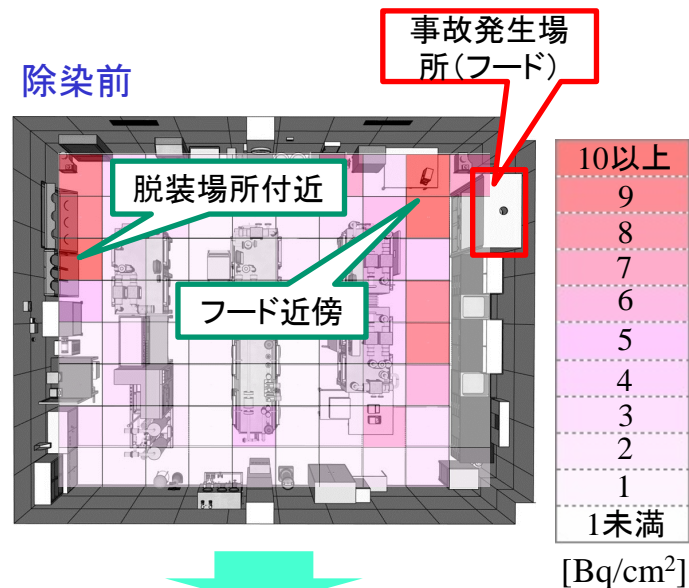 除染前
事故発生場
所（フード）
脱装場所付近
フード近傍
10以上
9
8
7
6
5
4
3
2
1
1未満
[Bq/cm²]